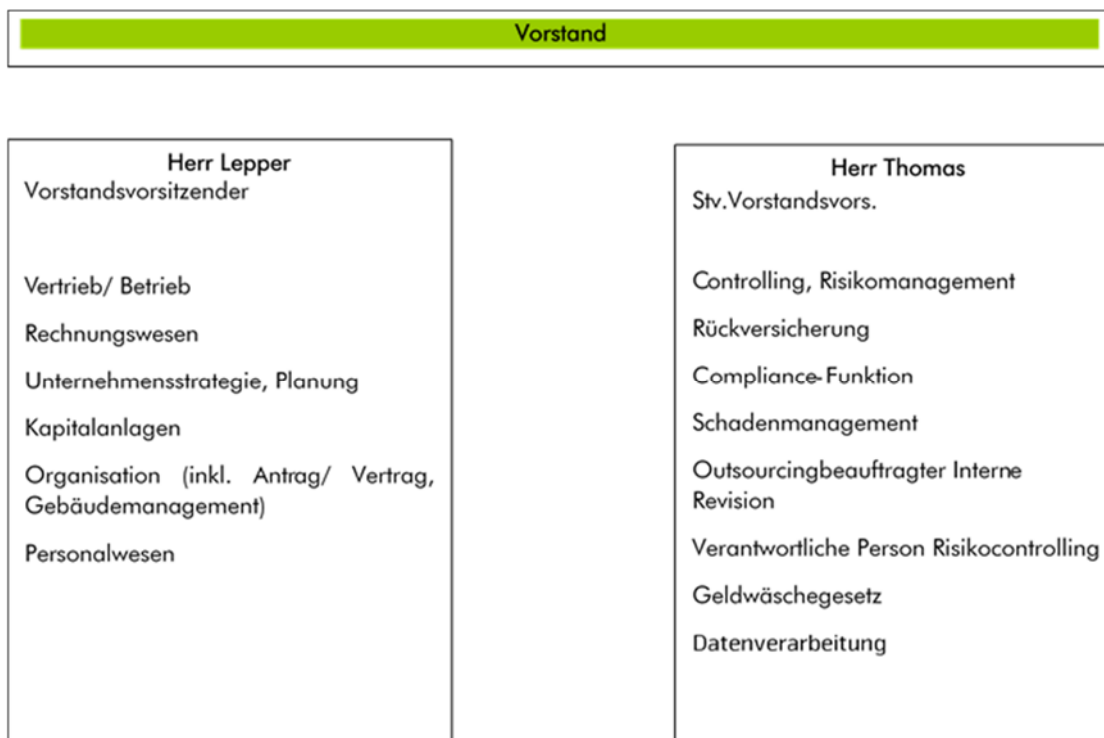 Vorstand
Herr Lepper
Vorstandsvorsitzender
Vertrieb/ Betrieb
Rechnungswesen
Unternehmensstrategie, Planung
Kapitalanlagen
Organisation (inkl. Antrag/ Vertrag,
Gebäudemanagement)
Personalwesen
Herr Thomas
Stv.Vorstandsvors.
Controlling, Risikomanagement
Rückversicherung
Compliance-Funktion
Schadenmanagement
Outsourcingbeauftragter Interne
Revision
Verantwortliche Person Risikocontrolling
Geldwäschegesetz
Datenverarbeitung